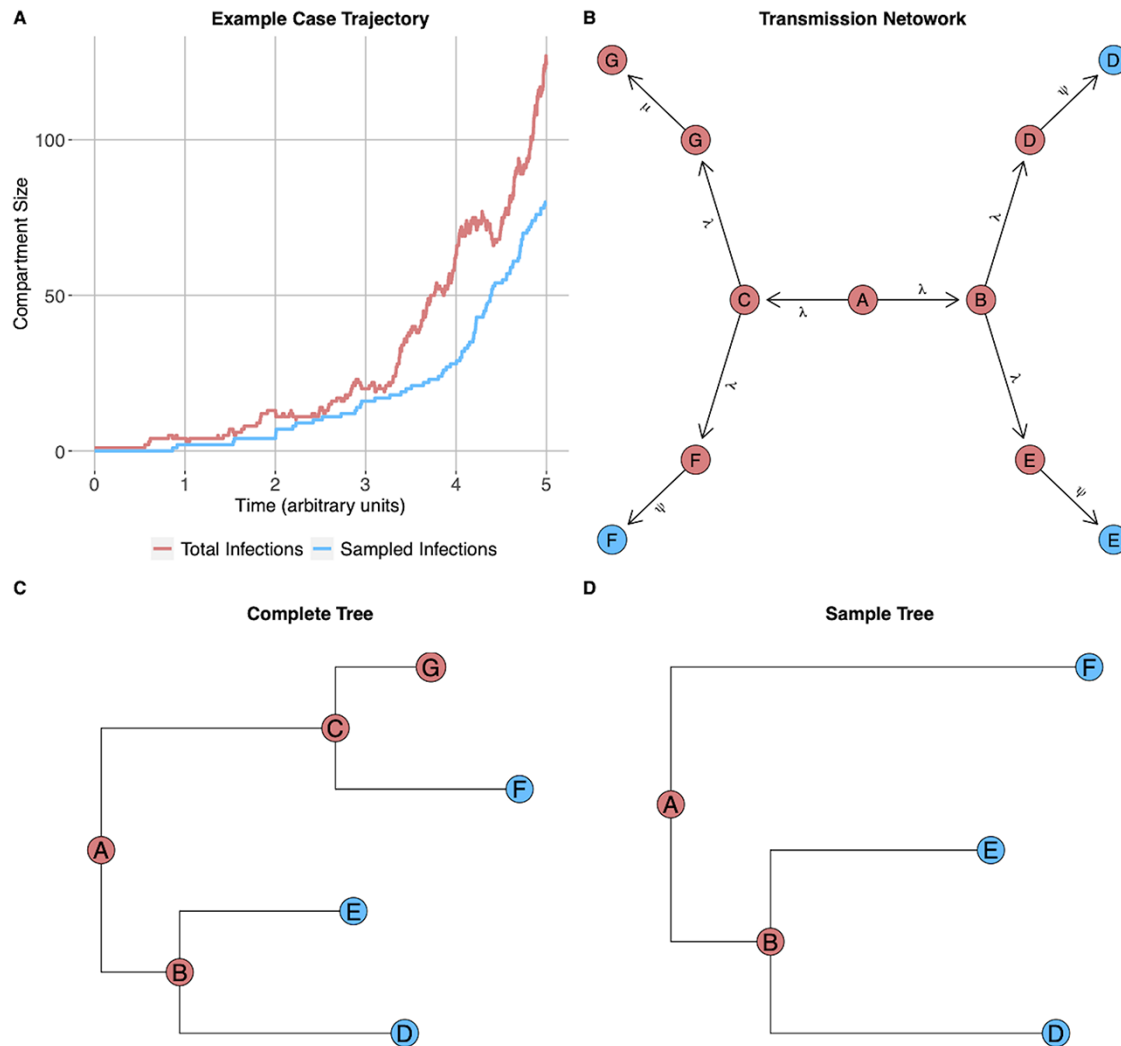 A
Example Case Trajectory
Compartment Size
100
50
0
0 1 2 3 4 5
Time (arbitrary units)
Total Infections Sampled Infections
B
Transmission Netowork
G D
μ ψ
G D
λ λ
C A B
λ λ
λ λ
F E
ψ ψ
F E
C
Complete Tree
G
C
F
A
E
B
D
D
Sample Tree
F
A
E
B
D